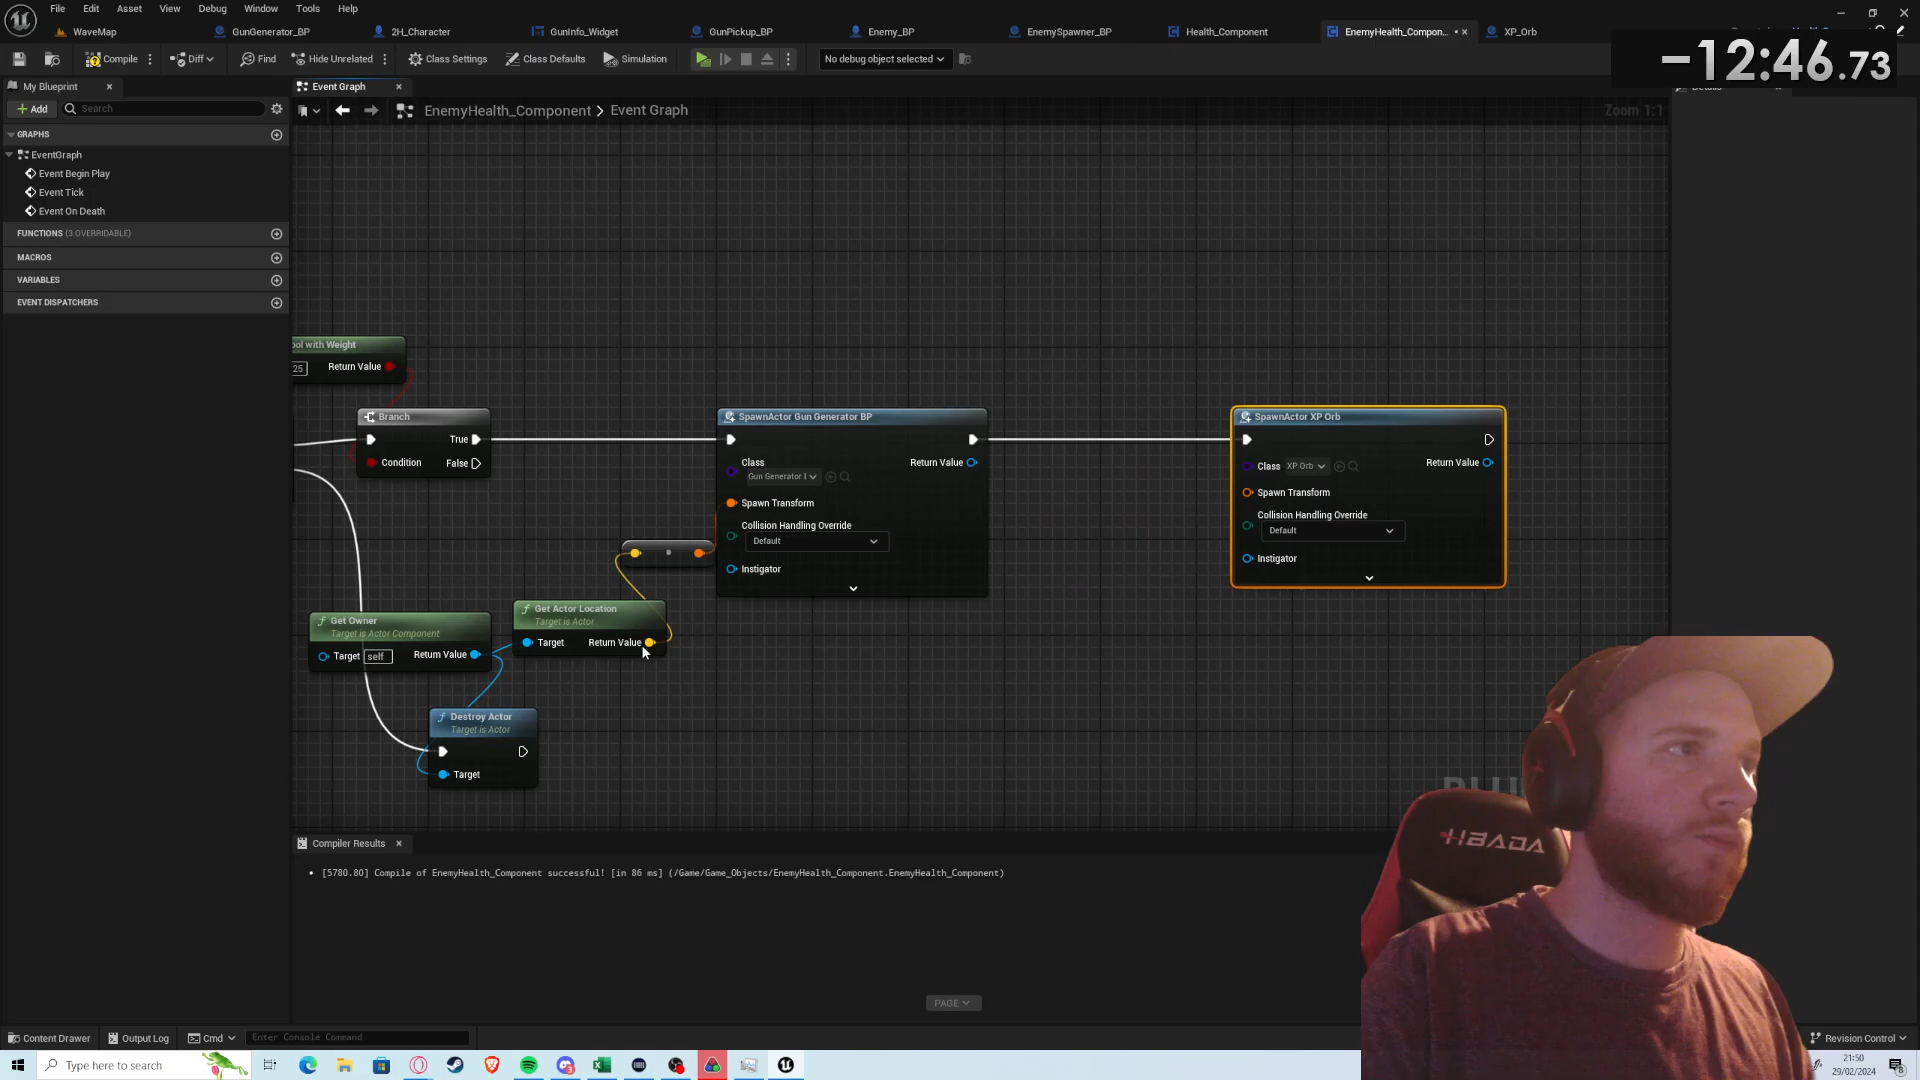 File Edit Asset View Debug Window Tools Help
WaveMap GunGenerator_BP 2H_Character GunInfo_Widget GunPickup_BP Enemy_BP EnemySpawner_BP Health_Component EnemyHealth_Compon... XP_Orb
-12:46.73
Compile Diff Find Hide Unrelated Class Settings Class Defaults Simulation No debug object selected
My Blueprint Event Graph
Add Search
EnemyHealth_Component > Event Graph
Zoom 1:1
GRAPHS
EventGraph
Event Begin Play
Event Tick
Event On Death
FUNCTIONS (3 OVERRIDABLE)
MACROS
VARIABLES
EVENT DISPATCHERS
ool with Weight
25 Return Value
Branch
True
Condition False
SpawnActor Gun Generator BP
Class Return Value
Gun Generator
Spawn Transform
Collision Handling Override
Default
Instigator
SpawnActor XP Orb
Class XP Orb Return Value
Spawn Transform
Collision Handling Override
Default
Instigator
Get Owner
Target is Actor Component
Target self Return Value
Get Actor Location
Target is Actor
Target Return Value
Destroy Actor
Target is Actor
Target
HIBADA
Compiler Results
[5780.80] Compile of EnemyHealth_Component successful! [in 86 ms] (/Game/Game_Objects/EnemyHealth_Component.EnemyHealth_Component)
PAGE
Content Drawer Output Log Cmd Enter Console Command Revision Control
Type here to search
21:50
29/02/2024